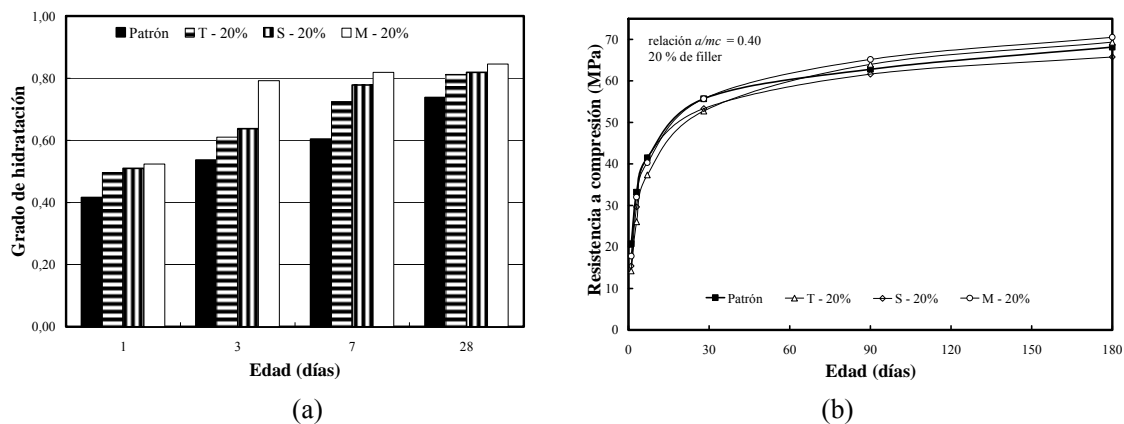 1,00
0,80
0,60
0,40
0,20
0,00
Grado de hidratación
Patrón
T - 20%
S - 20%
M - 20%
1
3
7
28
Edad (días)
(a)
70
60
50
40
30
20
10
0
Resistencia a compresión (MPa)
relación a/mc = 0.40
20 % de filler
Patrón
T - 20%
S - 20%
M - 20%
0
30
60
90
120
150
180
Edad (días)
(b)